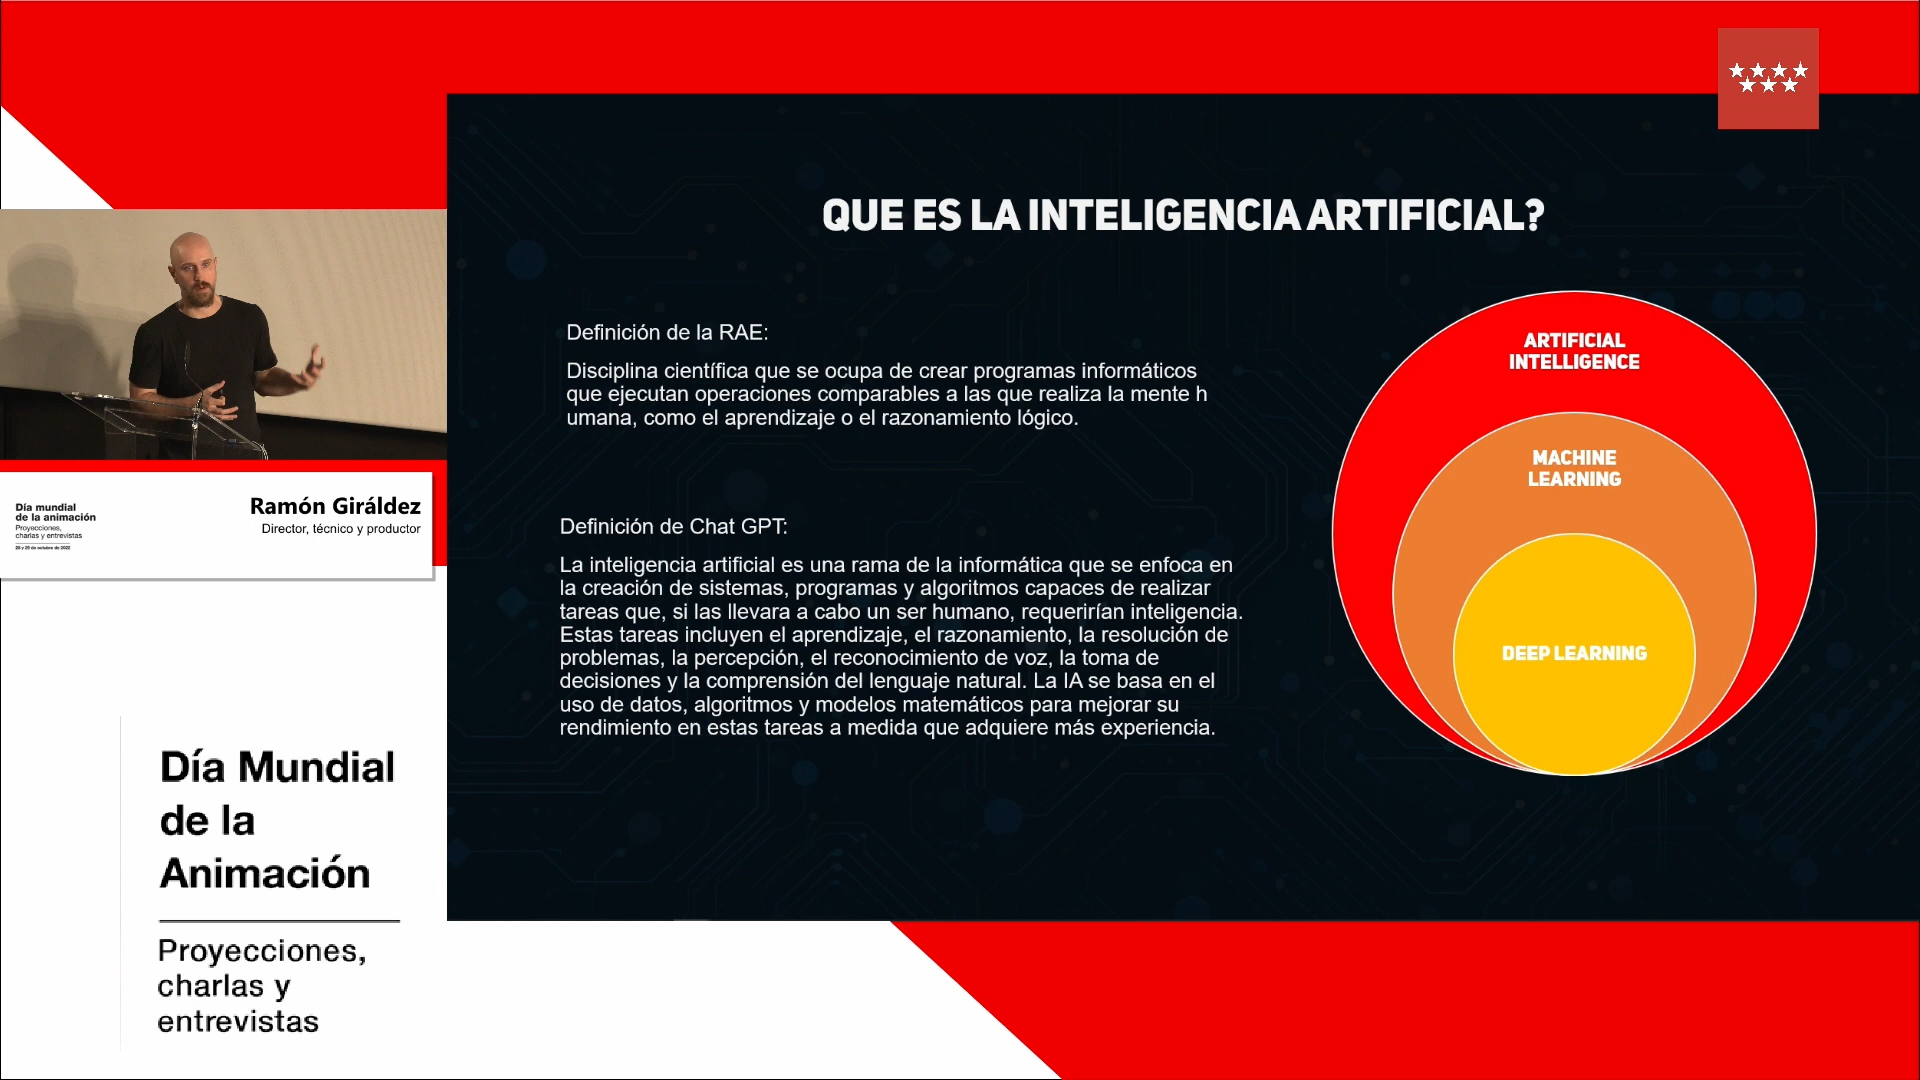 QUE ES LA INTELIGENCIA ARTIFICIAL?
Definición de la RAE:
Disciplina científica que se ocupa de crear programas informáticos
que ejecutan operaciones comparables a las que realiza la mente h
umana, como el aprendizaje o el razonamiento lógico.
Definición de Chat GPT:
La inteligencia artificial es una rama de la informática que se enfoca en
la creación de sistemas, programas y algoritmos capaces de realizar
tareas que, si las llevara a cabo un ser humano, requerirían inteligencia.
Estas tareas incluyen el aprendizaje, el razonamiento, la resolución de
problemas, la percepción, el reconocimiento de voz, la toma de
decisiones y la comprensión del lenguaje natural. La IA se basa en el
uso de datos, algoritmos y modelos matemáticos para mejorar su
rendimiento en estas tareas a medida que adquiere más experiencia.
ARTIFICIAL
INTELLIGENCE
MACHINE
LEARNING
DEEP LEARNING
Día mundial
de la animación
Proyecciones,
charlas y entrevistas
Ramón Giráldez
Director, técnico y productor
Día Mundial
de la
Animación
Proyecciones,
charlas y
entrevistas